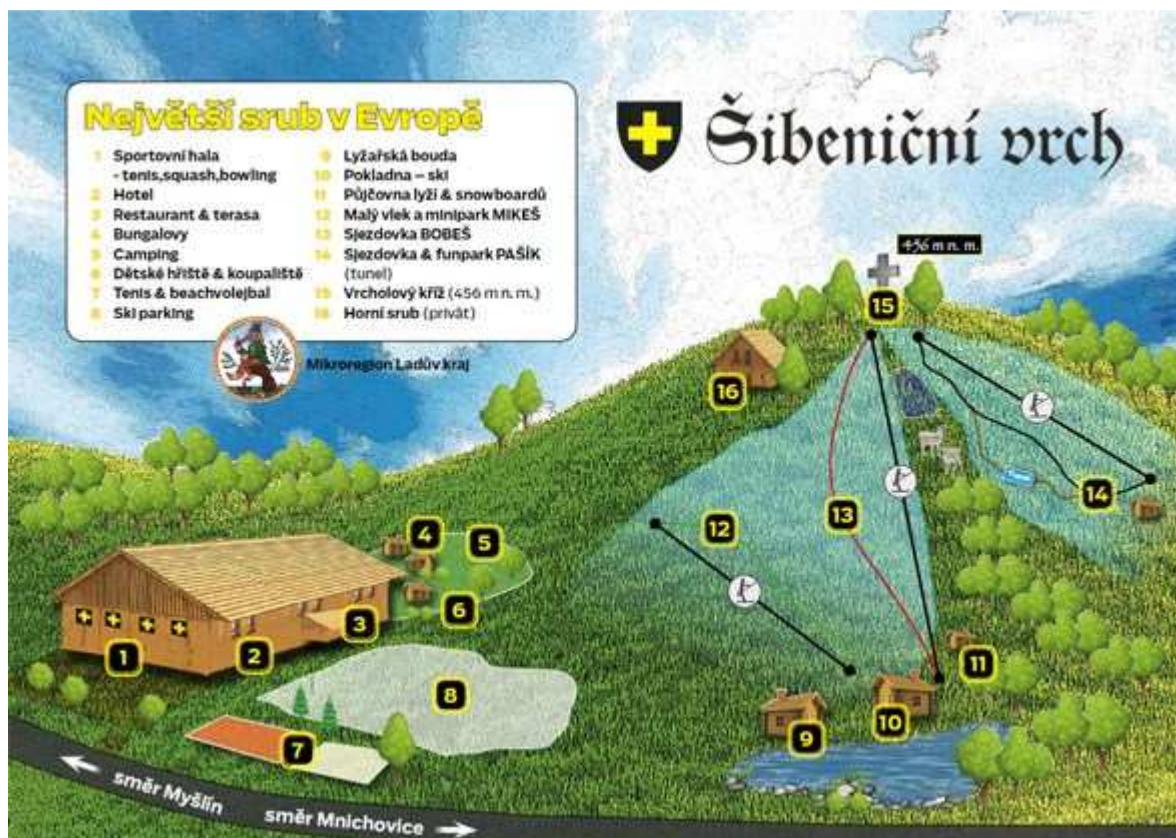 Největší srub v Evropě
1 Sportovní hala
- tenis,squash,bowling
2 Hotel
3 Restaurant & terasa
4 Bungalovy
5 Camping
6 Dětské hřiště & koupaliště
7 Tenis & beachvolejbal
8 Ski parking
9 Lyžařská bouda
10 Pokladna – ski
11 Půjčovna lyží & snowboardů
12 Malý vlek a minipark MIKEŠ
13 Sjezdovka BOBEŠ
14 Sjezdovka & funpark PAŠÍK
(tunel)
15 Vrcholový kříž (456 m n. m.)
16 Horní srub (privát)
Mikroregion Ladův kraj
Šibeniční vrch
456 m n. m.
15
16
14
12
13
4
5
6
3
1
2
11
8
10
9
7
směr Myšlín
směr Mnichovice